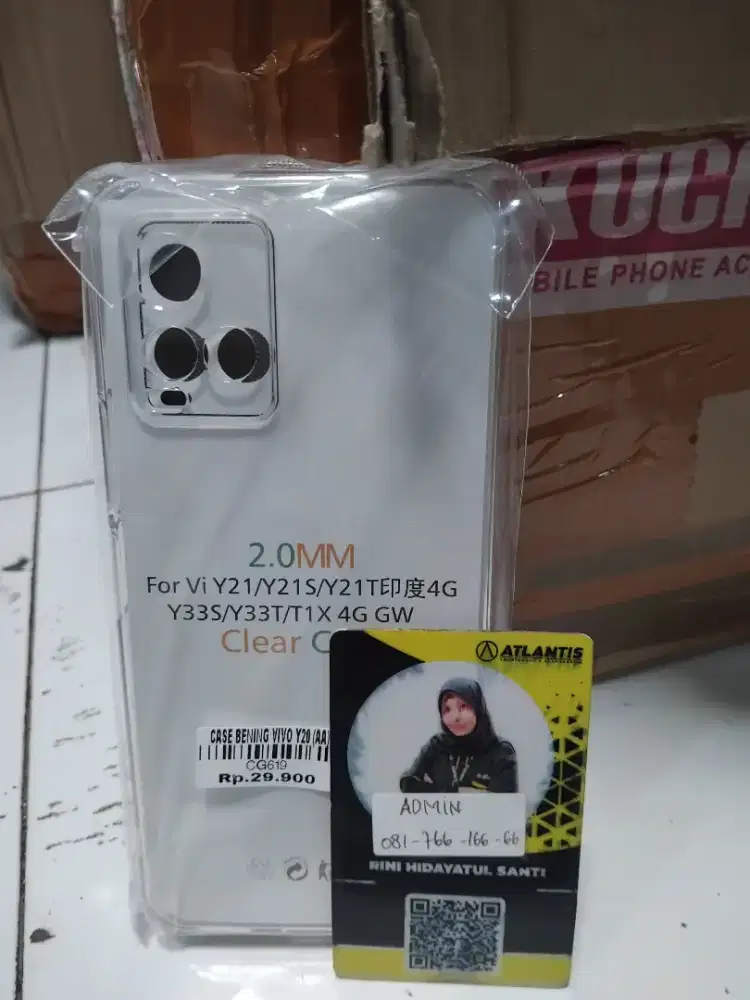 KUCA
BILE PHONE AC
2.0MM
For Vi Y21/Y21S/Y21T印度4G
Y33S/Y33T/T1X 4G GW
Clear C
CASE BENING VIVO Y20 (AA)
CG619
Rp.29.900
ATLANTIS
ADMIN
081-766-166-66
RINI HIDAYATUL SANTI